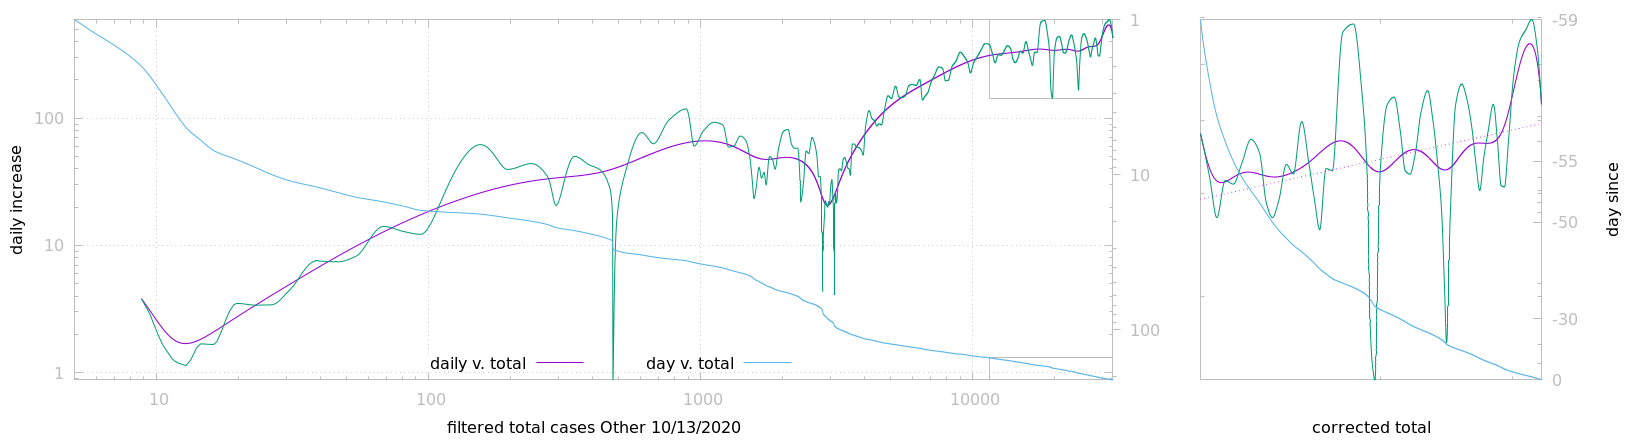 daily increase
100
10
1
10
100
1000
10000
1
10
100
daily v. total
day v. total
filtered total cases Other 10/13/2020
-59
-55
-50
-30
0
day since
corrected total